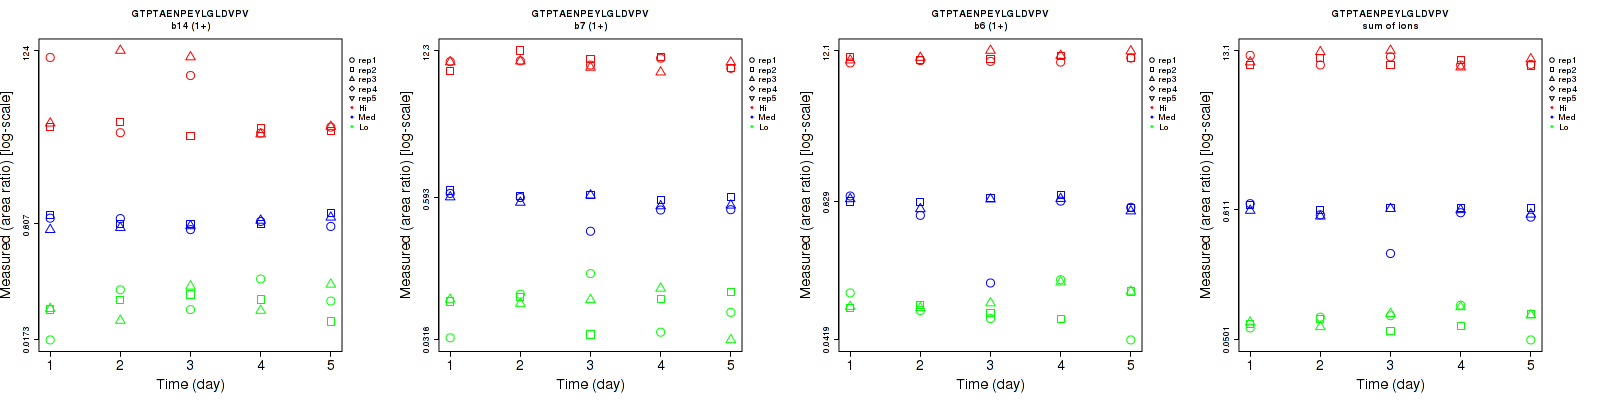 GTPTAENPEYLGLDVPV
b14 (1+)
Measured (area ratio) [log-scale]
124
0.607
0.0173
1 2 3 4 5
Time (day)
rep1
rep2
rep3
rep4
rep5
Hi
Med
Lo
GTPTAENPEYLGLDVPV
b7 (1+)
Measured (area ratio) [log-scale]
12.3
0.593
0.0316
1 2 3 4 5
Time (day)
rep1
rep2
rep3
rep4
rep5
Hi
Med
Lo
GTPTAENPEYLGLDVPV
b6 (1+)
Measured (area ratio) [log-scale]
12.1
0.629
0.0419
1 2 3 4 5
Time (day)
rep1
rep2
rep3
rep4
rep5
Hi
Med
Lo
GTPTAENPEYLGLDVPV
sum of ions
Measured (area ratio) [log-scale]
13.1
0.611
0.0501
1 2 3 4 5
Time (day)
rep1
rep2
rep3
rep4
rep5
Hi
Med
Lo